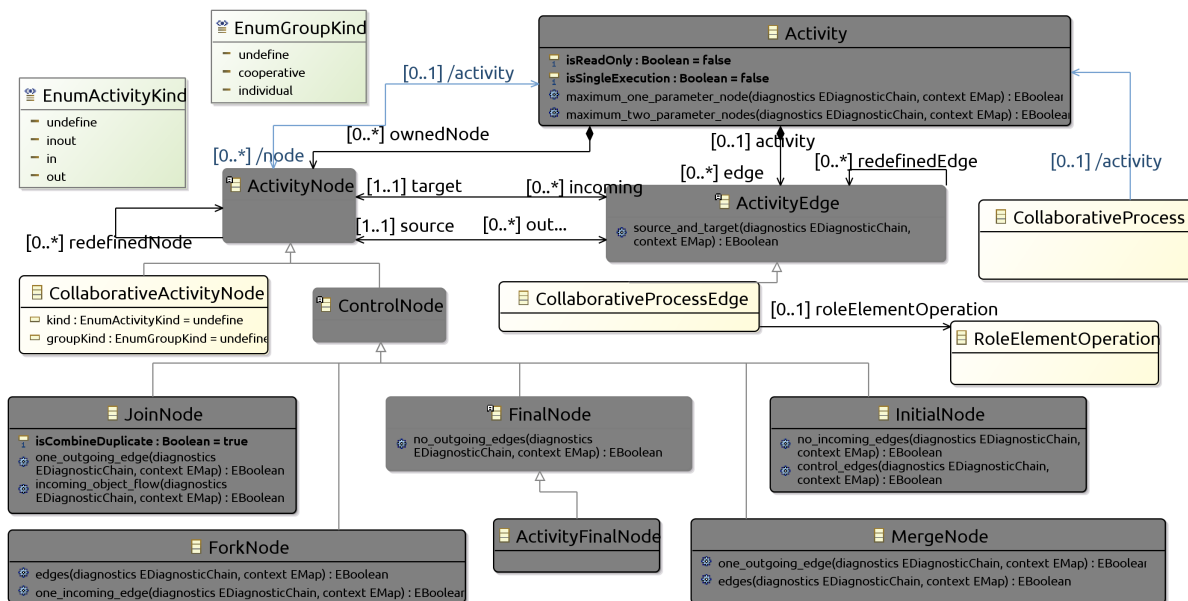 EnumGroupKind
undefine
cooperative
individual
EnumActivityKind
undefine
inout
in
out
Activity
isReadOnly : Boolean = false
isSingleExecution : Boolean = false
maximum_one_parameter_node(diagnostics EDiagnosticChain, context EMap) : EBoolean
maximum_two_parameter_nodes(diagnostics EDiagnosticChain, context EMap) : EBoolean
[0..1] /activity
[0..*] ownedNode
[0..1] activity
[0..*] /node
[0..*] edge
[0..*] redefinedEdge
[0..1] /activity
ActivityNode
[1..1] target
[0..*] incoming
[1..1] source
[0..*] out...
[0..*] redefinedNode
ActivityEdge
source_and_target(diagnostics EDiagnosticChain,
context EMap) : EBoolean
CollaborativeProcess
CollaborativeActivityNode
kind : EnumActivityKind = undefine
groupKind : EnumGroupKind = undefine
ControlNode
CollaborativeProcessEdge
[0..1] roleElementOperation
RoleElementOperation
JoinNode
isCombineDuplicate : Boolean = true
one_outgoing_edge(diagnostics
EDiagnosticChain, context EMap) : EBoolean
incoming_object_flow(diagnostics
EDiagnosticChain, context EMap) : EBoolean
FinalNode
no_outgoing_edges(diagnostics
EDiagnosticChain, context EMap) : EBoolean
InitialNode
no_incoming_edges(diagnostics EDiagnosticChain,
context EMap) : EBoolean
control_edges(diagnostics EDiagnosticChain,
context EMap) : EBoolean
ForkNode
edges(diagnostics EDiagnosticChain, context EMap) : EBoolean
one_incoming_edge(diagnostics EDiagnosticChain, context EMap) : EBoolean
ActivityFinalNode
MergeNode
one_outgoing_edge(diagnostics EDiagnosticChain, context EMap) : EBoolean
edges(diagnostics EDiagnosticChain, context EMap) : EBoolean